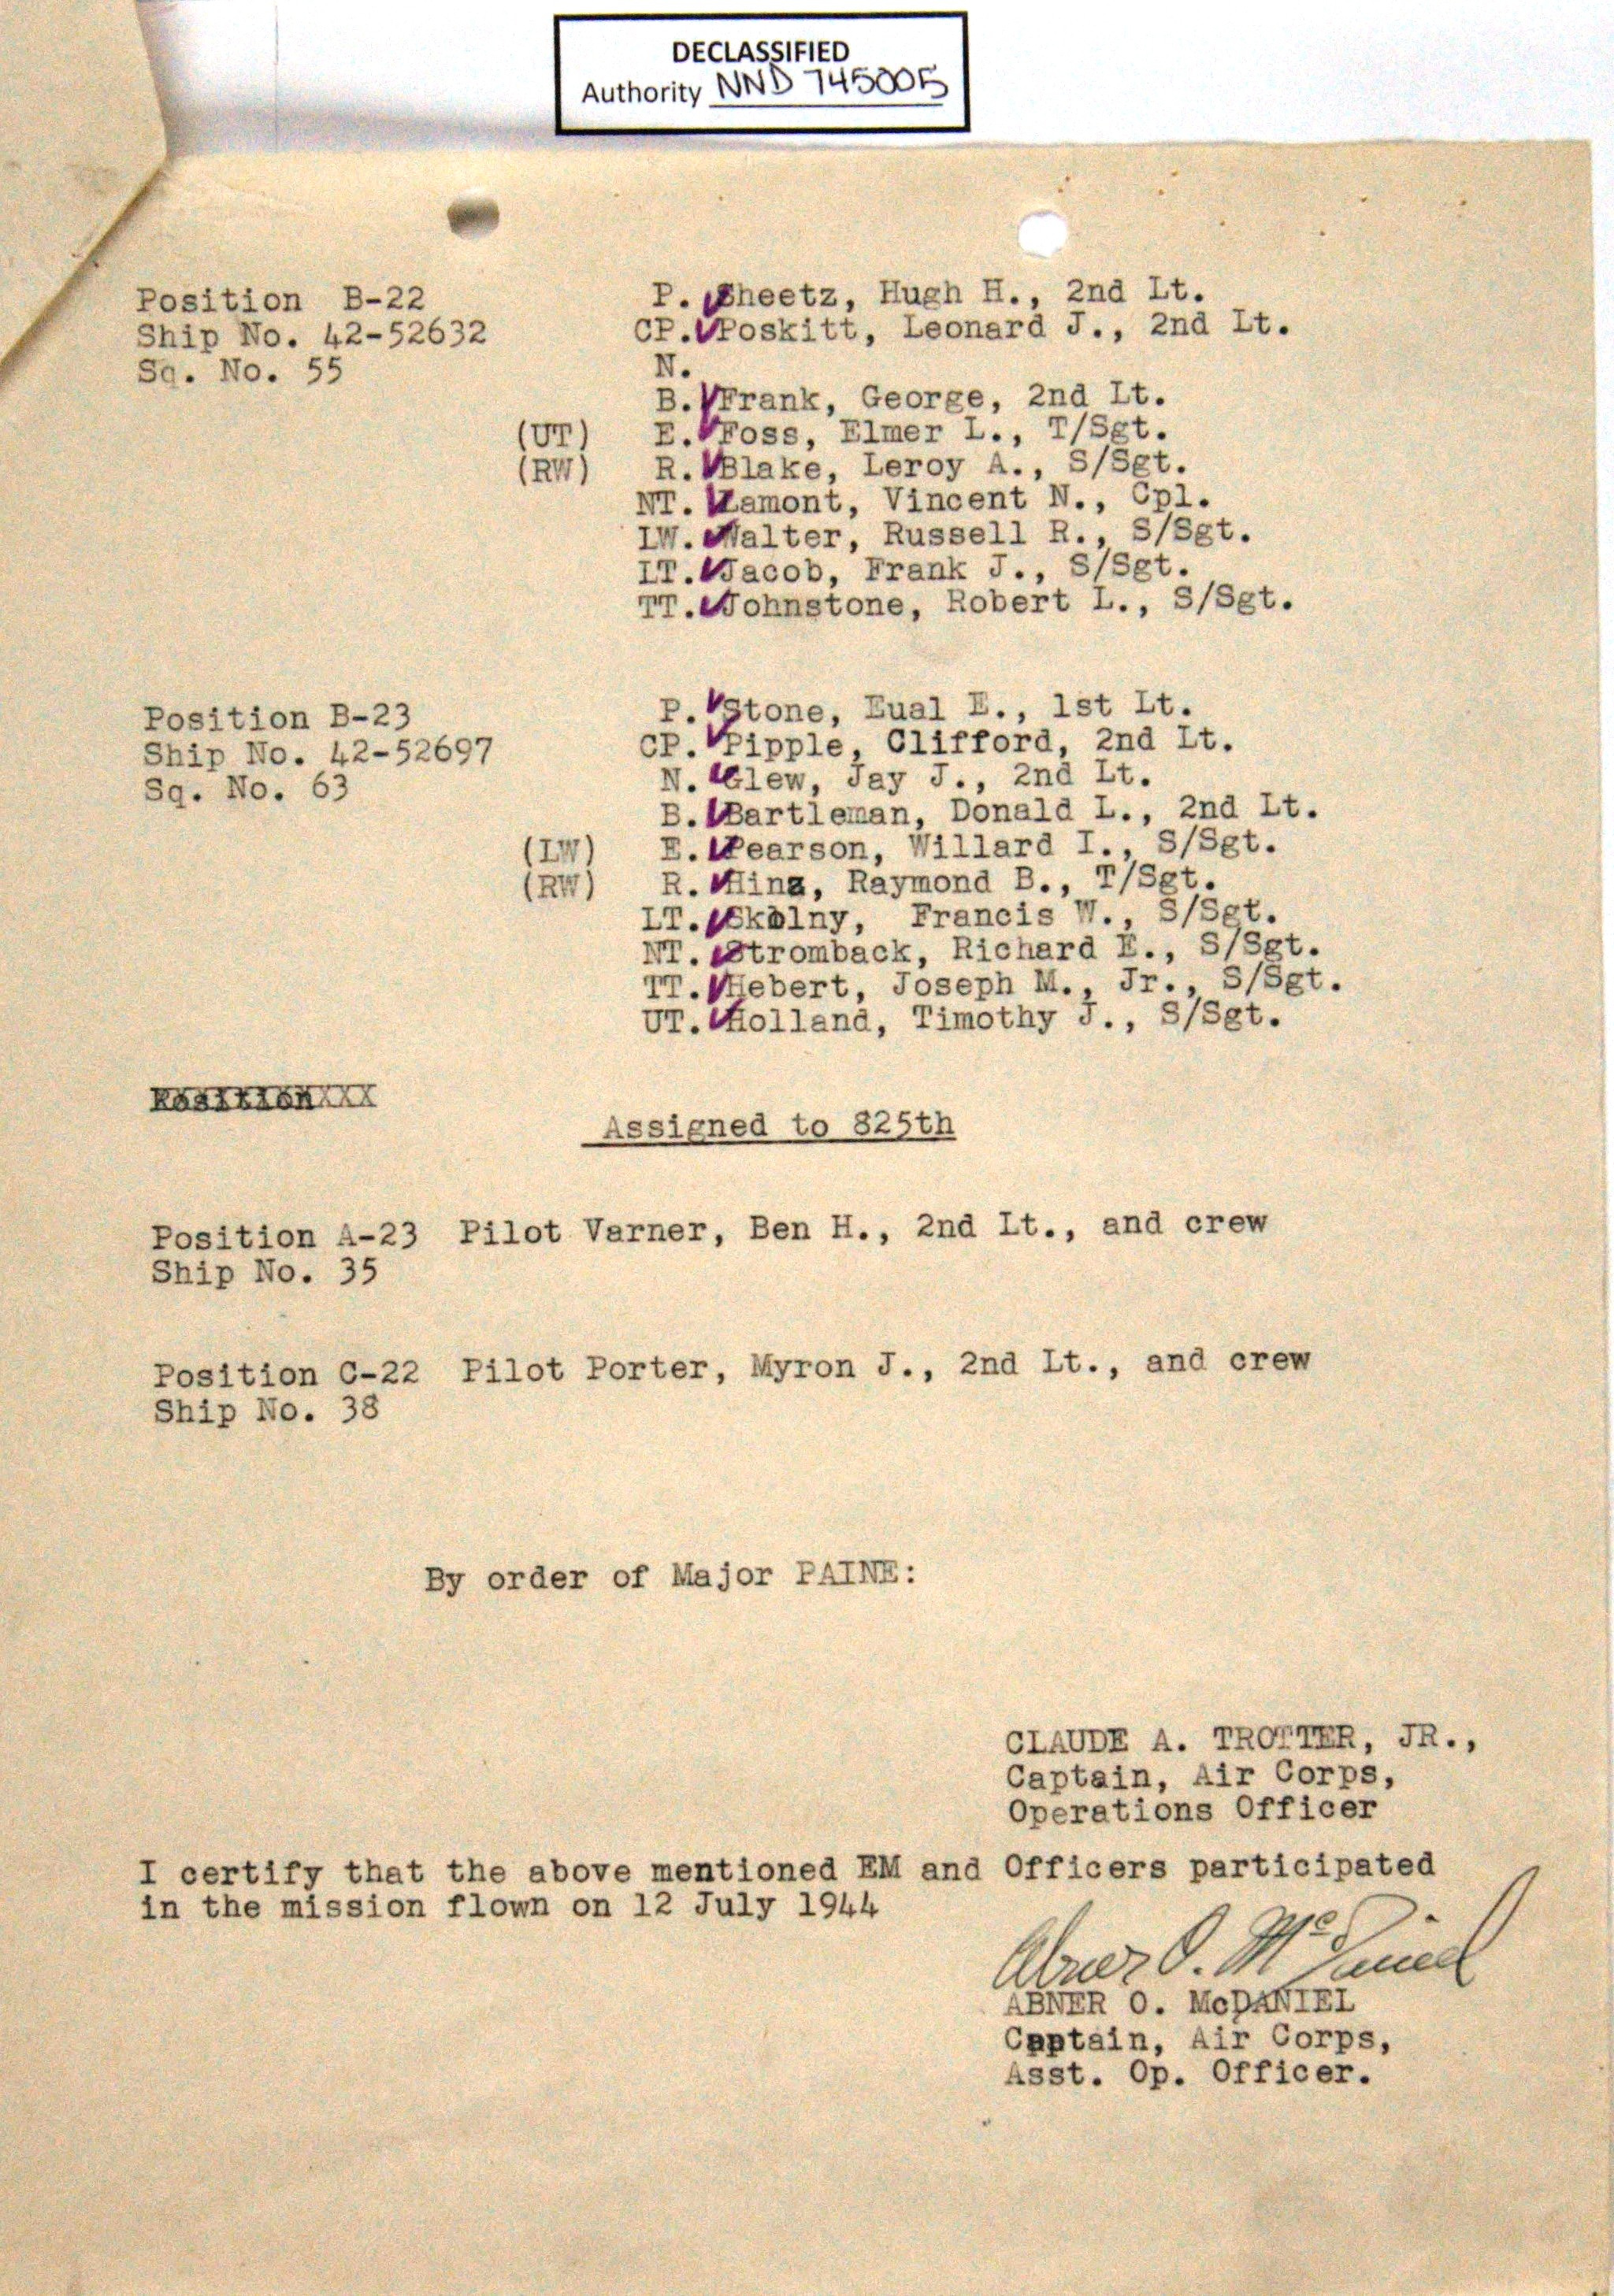 DECLASSIFIED
Authority NND 745005
Position B-22
Ship No. 42-52632
Sq. No. 55
P. Sheetz, Hugh H., 2nd Lt.
CP. Poskitt, Leonard J., 2nd Lt.
N.
B. Frank, George, 2nd Lt.
(UT) E. Foss, Elmer L., T/Sgt.
(RW) R. Blake, Leroy A., S/Sgt.
NT. Lamont, Vincent N., Cpl.
LW. Walter, Russell R., S/Sgt.
LT. Jacob, Frank J., S/Sgt.
TT. Johnstone, Robert L., S/Sgt.
Position B-23
Ship No. 42-52697
Sq. No. 63
P. Stone, Eual E., 1st Lt.
CP. Pipple, Clifford, 2nd Lt.
N. Glew, Jay J., 2nd Lt.
B. Bartleman, Donald L., 2nd Lt.
(LW) E. Pearson, Willard I., S/Sgt.
(RW) R. Hinz, Raymond B., T/Sgt.
LT. Skolny, Francis W., S/Sgt.
NT. Stromback, Richard E., S/Sgt.
TT. Hebert, Joseph M., Jr., S/Sgt.
UT. Holland, Timothy J., S/Sgt.
Assigned to 825th
Position A-23 Pilot Varner, Ben H., 2nd Lt., and crew
Ship No. 35
Position C-22 Pilot Porter, Myron J., 2nd Lt., and crew
Ship No. 38
By order of Major PAINE:
CLAUDE A. TROTTER, JR.,
Captain, Air Corps,
Operations Officer
I certify that the above mentioned EM and Officers participated
in the mission flown on 12 July 1944
Abner O. McDaniel
ABNER O. McDANIEL
Captain, Air Corps,
Asst. Op. Officer.